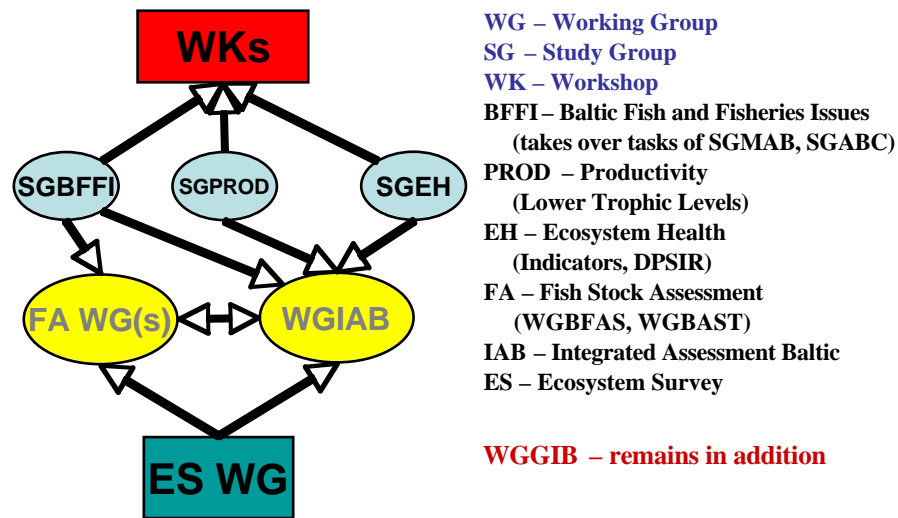 WKs
SGBFFI
SGPROD
SGEH
FA WG(s)
WGIAB
ES WG
WG – Working Group
SG – Study Group
WK – Workshop
BFFI – Baltic Fish and Fisheries Issues
(takes over tasks of SGMAB, SGABC)
PROD – Productivity
(Lower Trophic Levels)
EH – Ecosystem Health
(Indicators, DPSIR)
FA – Fish Stock Assessment
(WGBFAS, WGBAST)
IAB – Integrated Assessment Baltic
ES – Ecosystem Survey
WGGIB – remains in addition